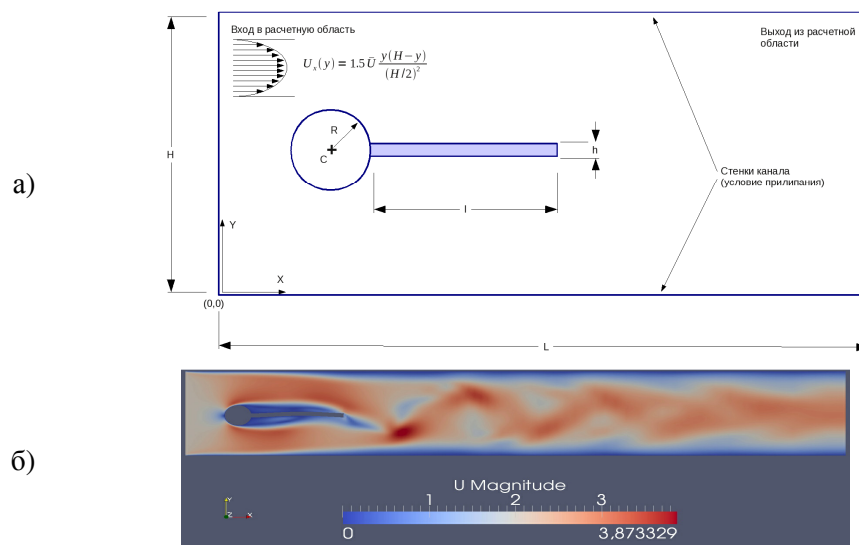 а)
Вход в расчетную область
Выход из расчетной
области
U_x(y)=1.5Ū y(H−y)/(H/2)²
R
C
H
h
l
Стенки канала
(условие прилипания)
Y
X
(0,0)
L
б)
U Magnitude
1 2 3
0 3,873329
Y
Z X